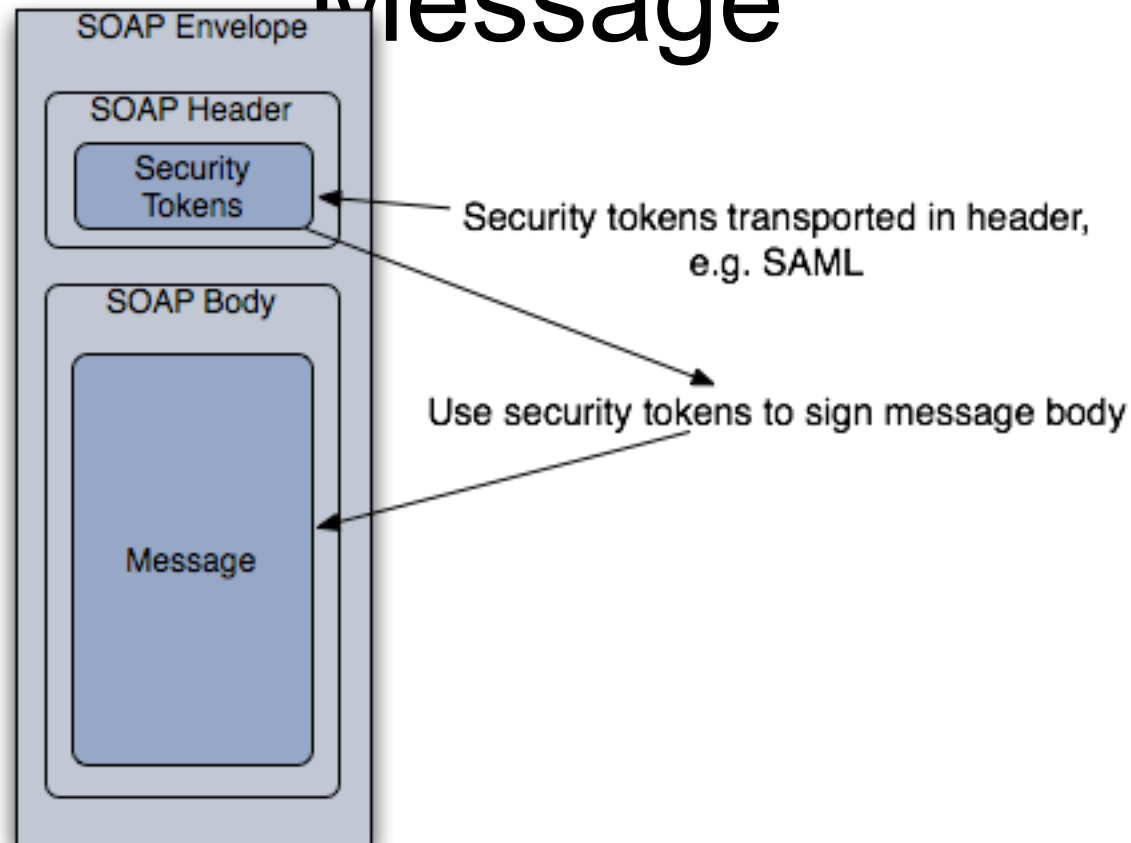 Message
SOAP Envelope
SOAP Header
Security
Tokens
Security tokens transported in header,
e.g. SAML
SOAP Body
Use security tokens to sign message body
Message